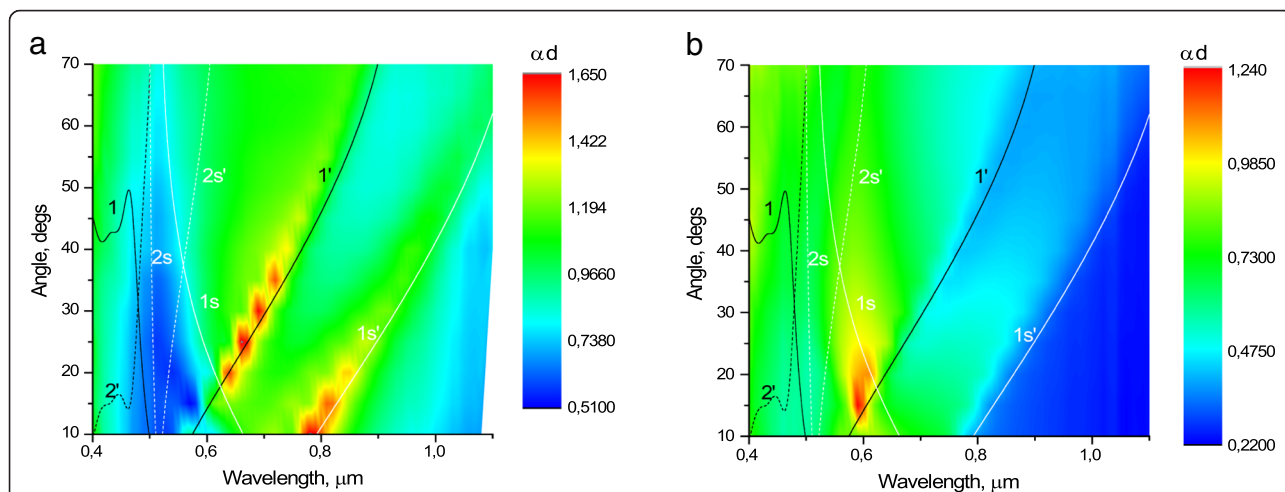 a
αd
70
60
50
40
30
20
10
Angle, degs
0,4
0,6
0,8
1,0
Wavelength, μm
1
2'
2s
2s'
1s
1'
1s'
1,650
1,422
1,194
0,9660
0,7380
0,5100
b
αd
70
60
50
40
30
20
10
Angle, degs
0,4
0,6
0,8
1,0
Wavelength, μm
1
2'
2s
2s'
1s
1'
1s'
1,240
0,9850
0,7300
0,4750
0,2200